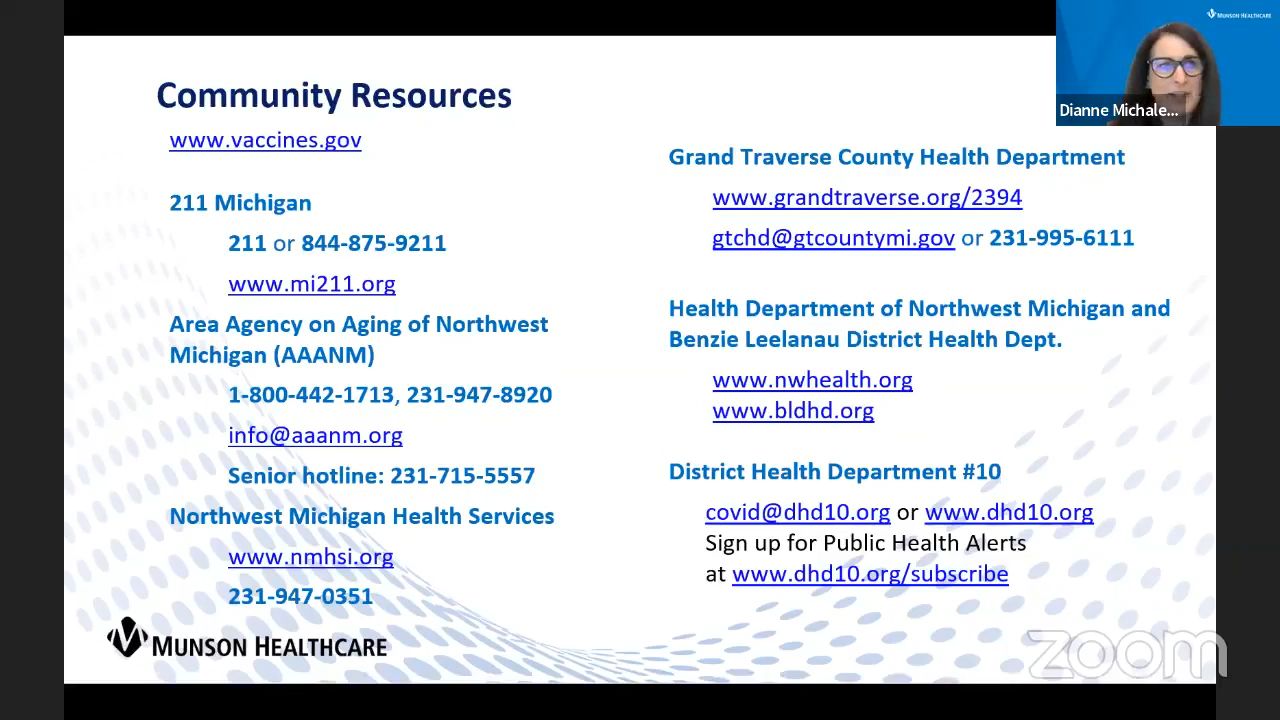 Community Resources
www.vaccines.gov
211 Michigan
211 or 844-875-9211
www.mi211.org
Area Agency on Aging of Northwest
Michigan (AAANM)
1-800-442-1713, 231-947-8920
info@aaanm.org
Senior hotline: 231-715-5557
Northwest Michigan Health Services
www.nmhsi.org
231-947-0351
MUNSON HEALTHCARE
Grand Traverse County Health Department
www.grandtraverse.org/2394
gtchd@gtcountymi.gov or 231-995-6111
Health Department of Northwest Michigan and
Benzie Leelanau District Health Dept.
www.nwhealth.org
www.bldhd.org
District Health Department #10
covid@dhd10.org or www.dhd10.org
Sign up for Public Health Alerts
at www.dhd10.org/subscribe
MUNSON HEALTHCARE
Dianne Michale...
zoom